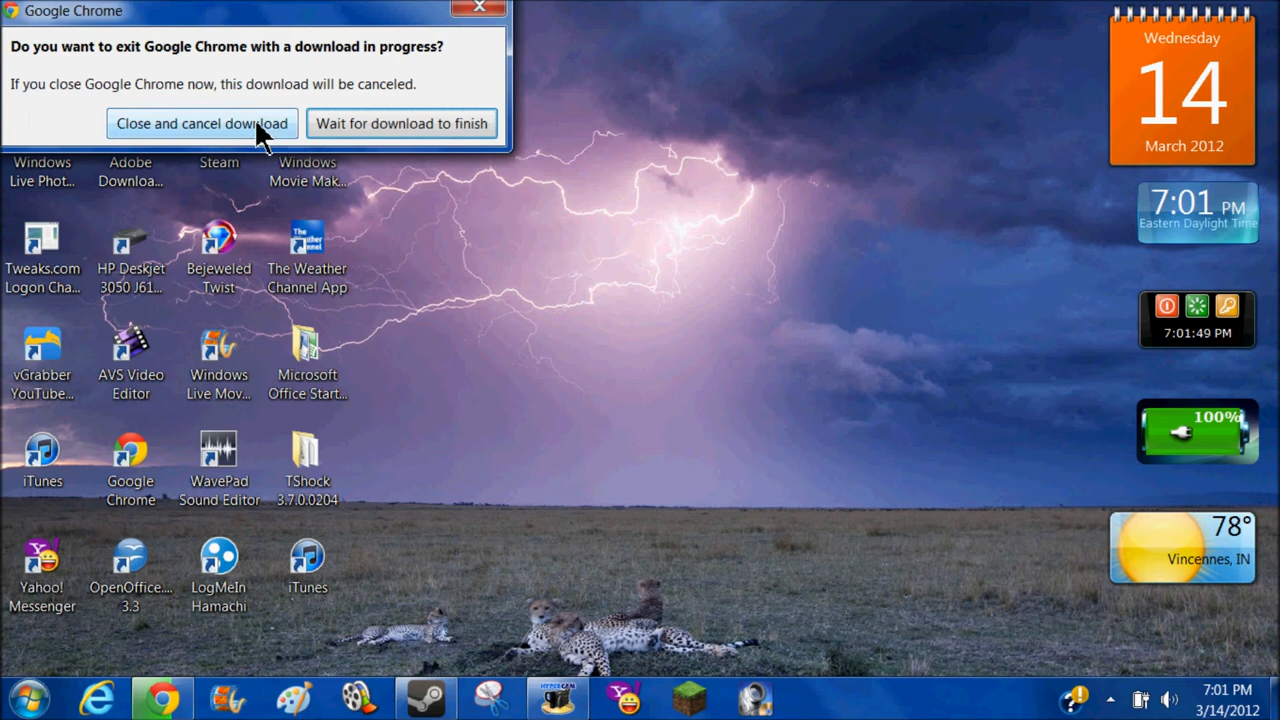 Google Chrome
Do you want to exit Google Chrome with a download in progress?
If you close Google Chrome now, this download will be canceled.
Close and cancel download
Wait for download to finish
Windows
Live Phot...
Adobe
Downloa...
Steam
Windows
Movie Mak...
Tweaks.com
Logon Cha...
HP Deskjet
3050 J61...
Bejeweled
Twist
The Weather
Channel App
The
Weather
Channel
vGrabber
YouTube...
AVS Video
Editor
Windows
Live Mov...
Microsoft
Office Start...
iTunes
Google
Chrome
WavePad
Sound Editor
TShock
3.7.0.0204
Yahoo!
Messenger
OpenOffice....
3.3
LogMeIn
Hamachi
iTunes
Wednesday
14
March 2012
7:01 PM
Eastern Daylight Time
7:01:49 PM
100%
78°
Vincennes, IN
HYPERCAM
7:01 PM
3/14/2012